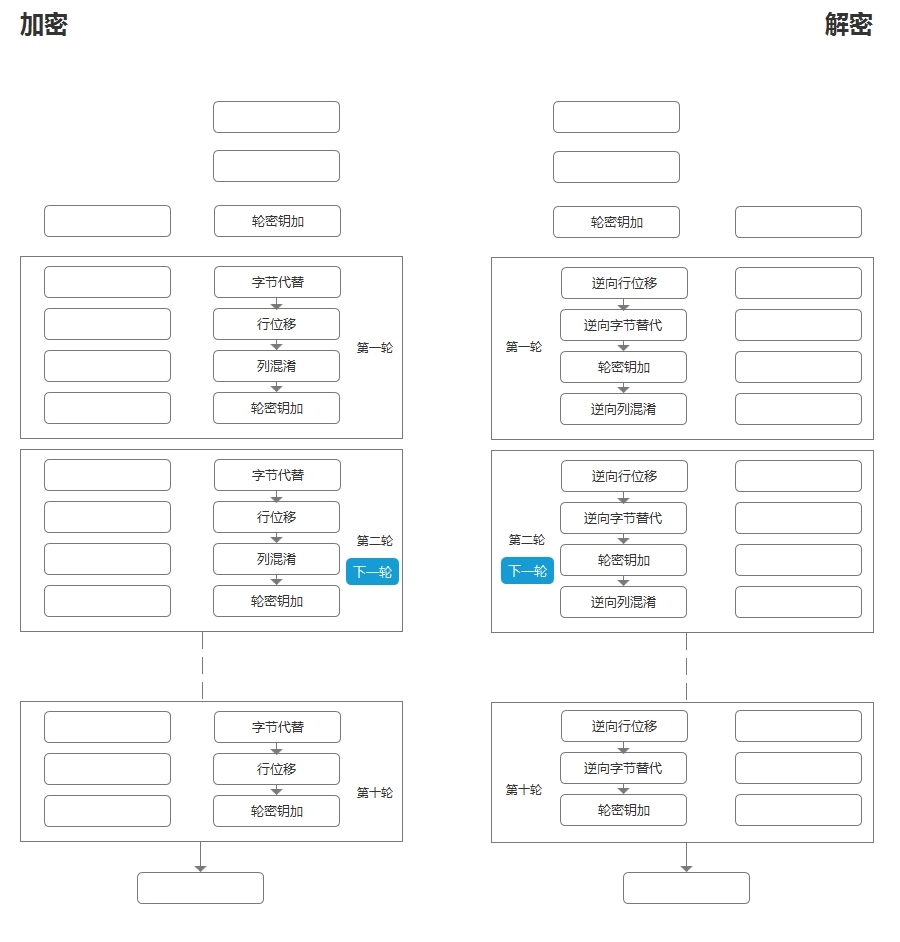 加密
解密
轮密钥加
轮密钥加
字节代替
行位移
列混淆
轮密钥加
第一轮
逆向行位移
逆向字节替代
轮密钥加
逆向列混淆
第一轮
字节代替
行位移
列混淆
轮密钥加
第二轮
下一轮
逆向行位移
逆向字节替代
轮密钥加
逆向列混淆
第二轮
下一轮
字节代替
行位移
轮密钥加
第十轮
逆向行位移
逆向字节替代
轮密钥加
第十轮